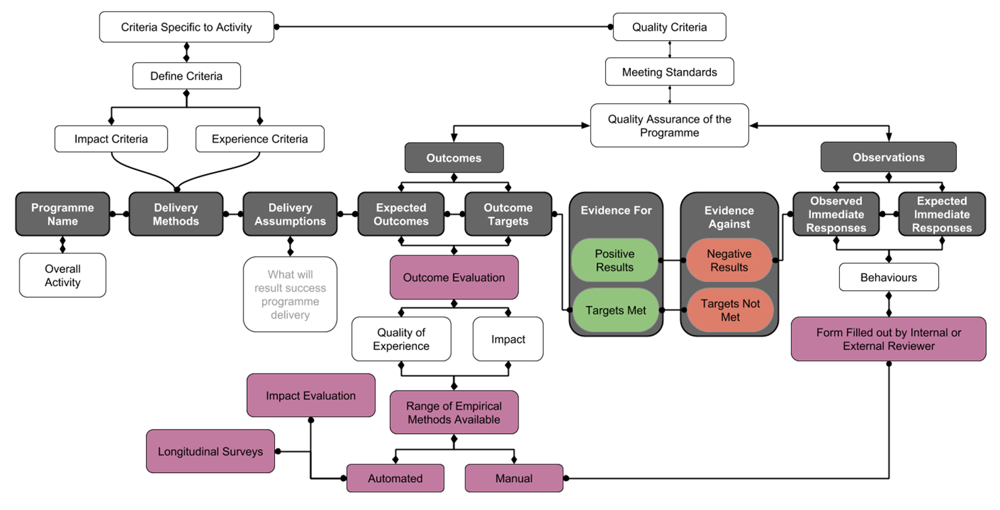 Criteria Specific to Activity
Quality Criteria
Define Criteria
Meeting Standards
Impact Criteria
Experience Criteria
Quality Assurance of the
Programme
Outcomes
Observations
Programme
Name
Delivery
Methods
Delivery
Assumptions
Expected
Outcomes
Outcome
Targets
Evidence For
Evidence
Against
Observed
Immediate
Responses
Expected
Immediate
Responses
Overall
Activity
What will
result success
programme
delivery
Outcome Evaluation
Positive
Results
Negative
Results
Behaviours
Targets Met
Targets Not
Met
Quality of
Experience
Impact
Form Filled out by Internal or
External Reviewer
Impact Evaluation
Range of Empirical
Methods Available
Longitudinal Surveys
Automated
Manual